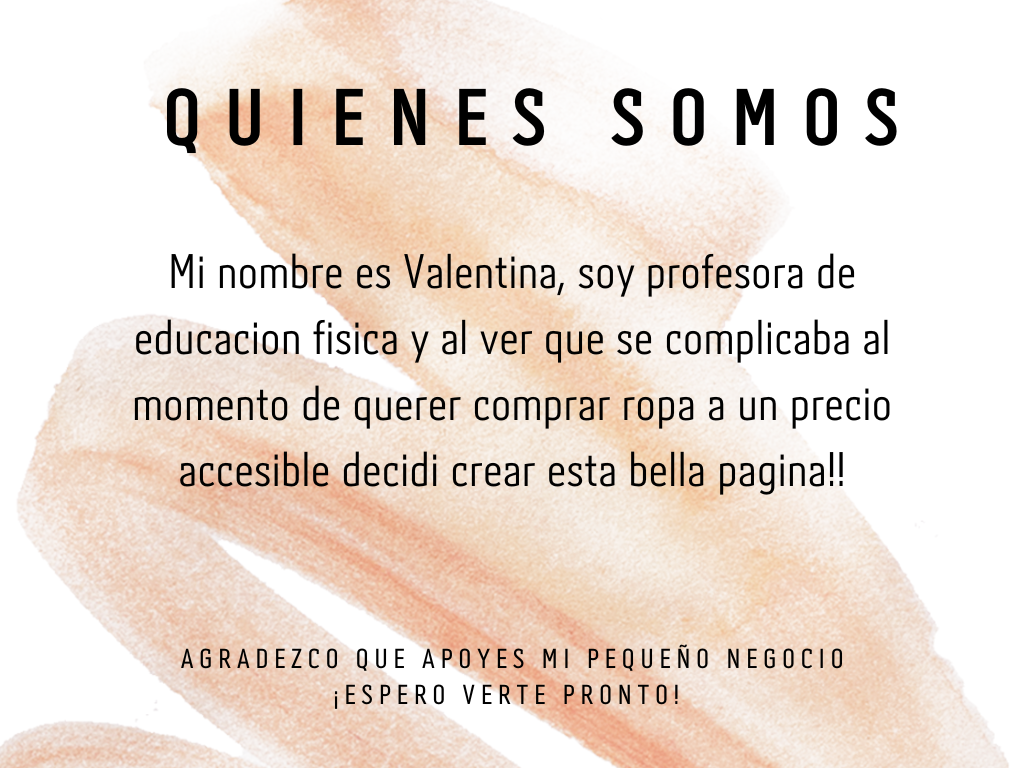 QUIENES SOMOS
Mi nombre es Valentina, soy profesora de
educacion fisica y al ver que se complicaba al
momento de querer comprar ropa a un precio
accesible decidi crear esta bella pagina!!
AGRADEZCO QUE APOYES MI PEQUEÑO NEGOCIO
¡ESPERO VERTE PRONTO!